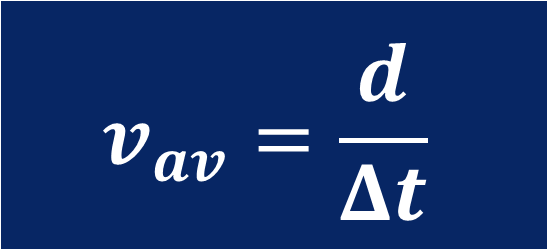 v_av = d/Δt